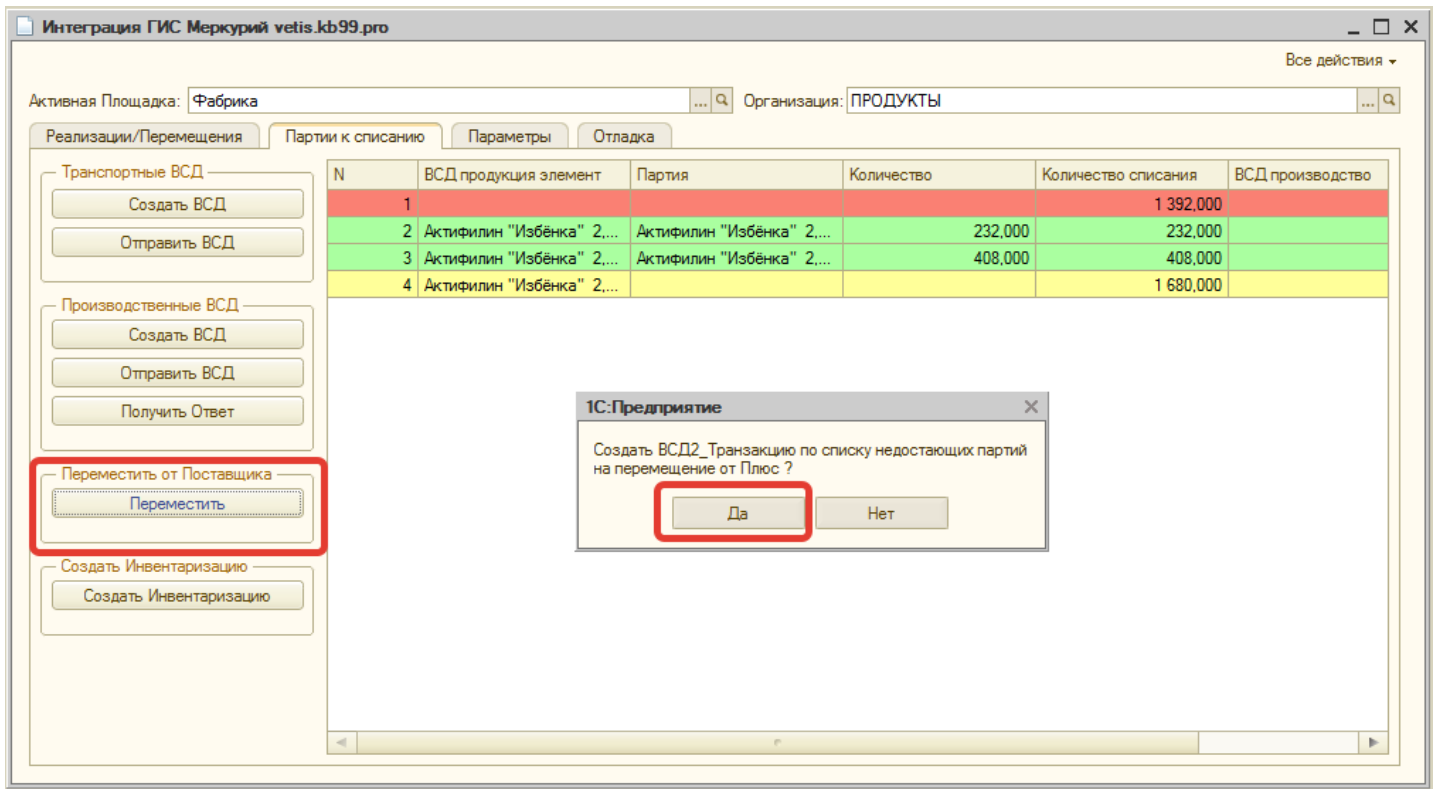 Интеграция ГИС Меркурий vetis.kb99.pro
Все действия
Активная Площадка: Фабрика ... Организация: ПРОДУКТЫ ...
Реализации/Перемещения Партии к списанию Параметры Отладка
Транспортные ВСД
Создать ВСД
Отправить ВСД
Производственные ВСД
Создать ВСД
Отправить ВСД
Получить Ответ
Переместить от Поставщика
Переместить
Создать Инвентаризацию
Создать Инвентаризацию
N ВСД продукция элемент Партия Количество Количество списания ВСД производство
1 1 392,000
2 Актифилин "Избёнка" 2,... Актифилин "Избёнка" 2,... 232,000 232,000
3 Актифилин "Избёнка" 2,... Актифилин "Избёнка" 2,... 408,000 408,000
4 Актифилин "Избёнка" 2,... 1 680,000
1С:Предприятие
Создать ВСД2_Транзакцию по списку недостающих партий
на перемещение от Плюс ?
Да Нет